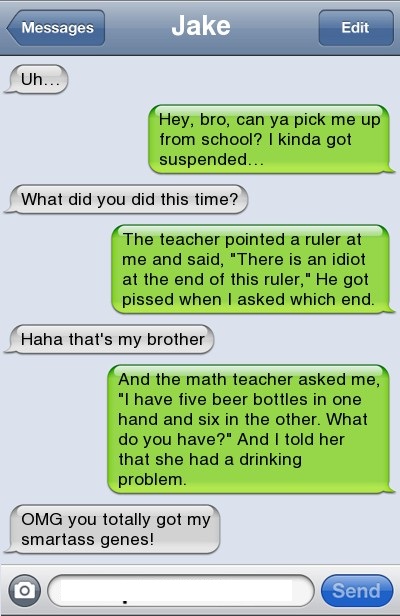 Messages
Jake
Edit
Uh...
Hey, bro, can ya pick me up
from school? I kinda got
suspended...
What did you did this time?
The teacher pointed a ruler at
me and said, "There is an idiot
at the end of this ruler," He got
pissed when I asked which end.
Haha that's my brother
And the math teacher asked me,
"I have five beer bottles in one
hand and six in the other. What
do you have?" And I told her
that she had a drinking
problem.
OMG you totally got my
smartass genes!
Send